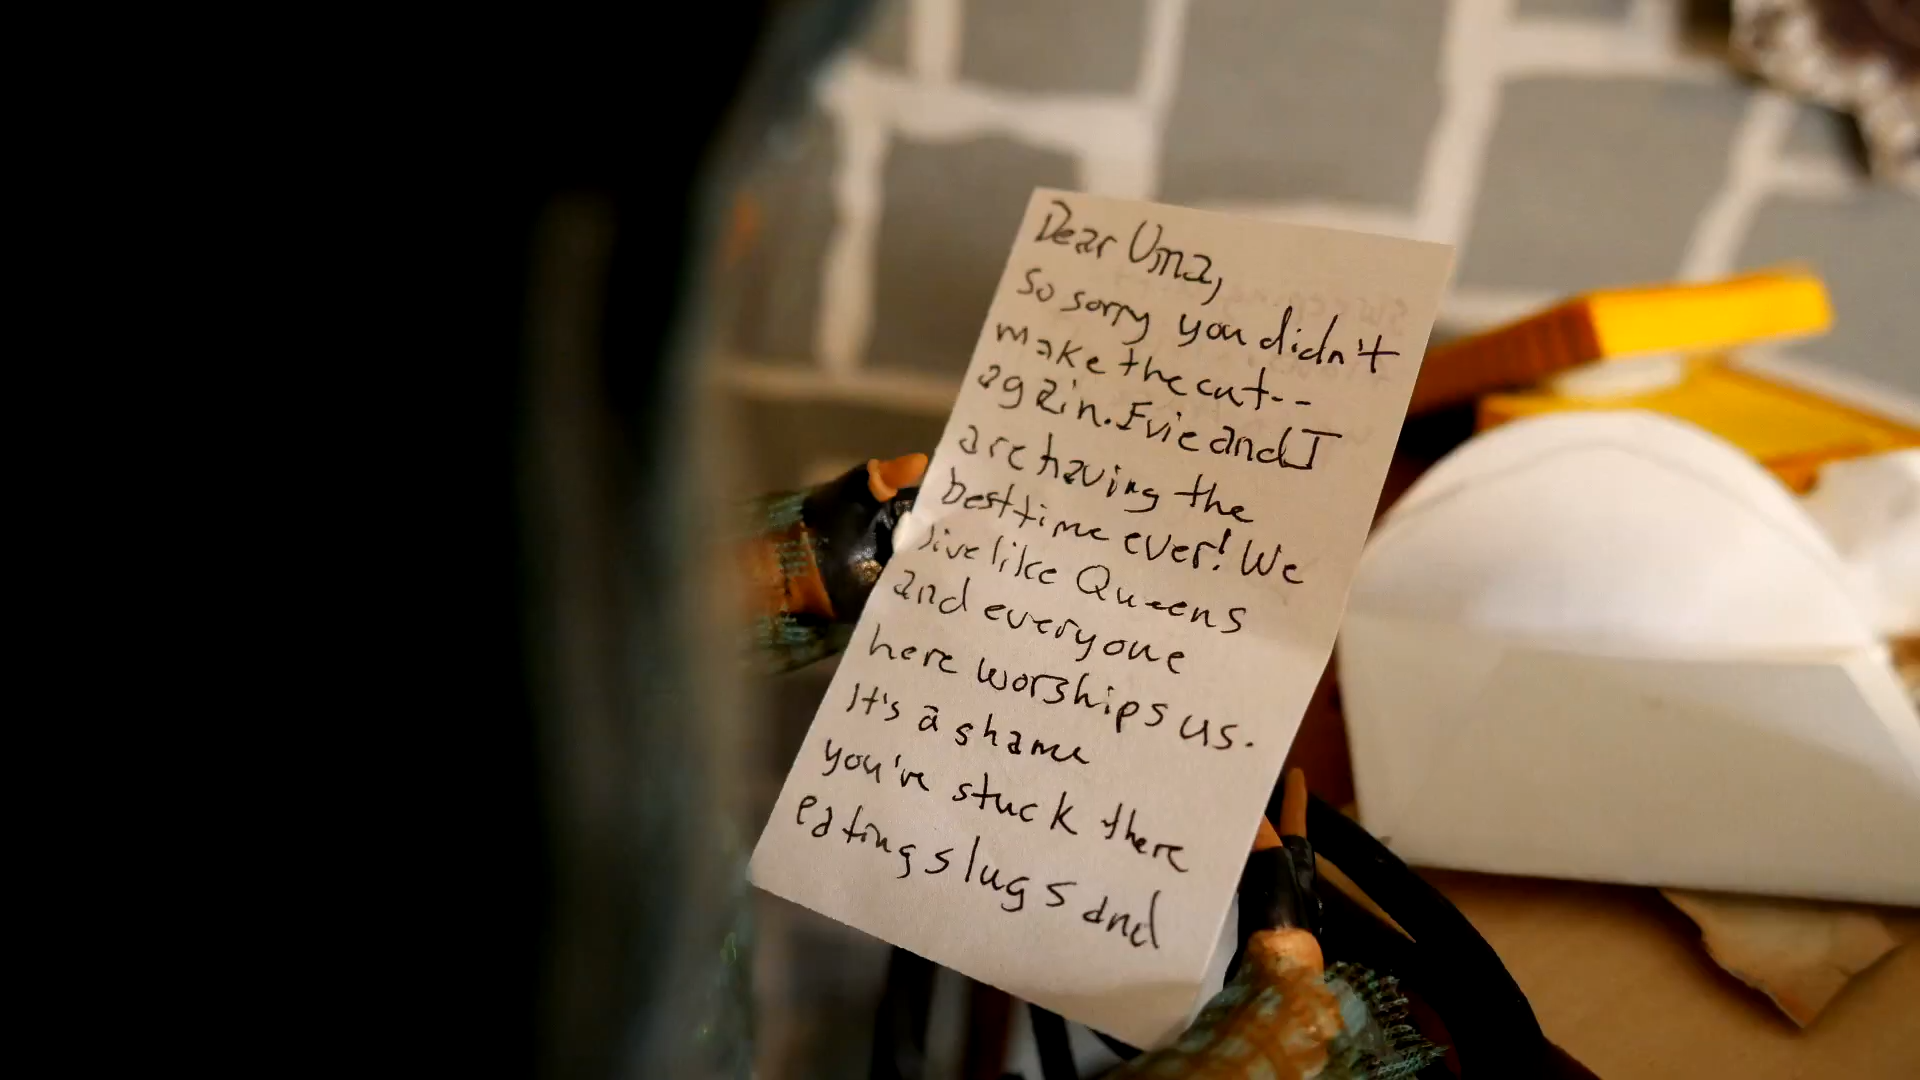 Dear Uma,
So sorry you didn't
make the cut--
again. Evie and I
are having the
best time ever! We
live like Queens
and everyone
here worships us.
It's a shame
you're stuck there
eating slugs and